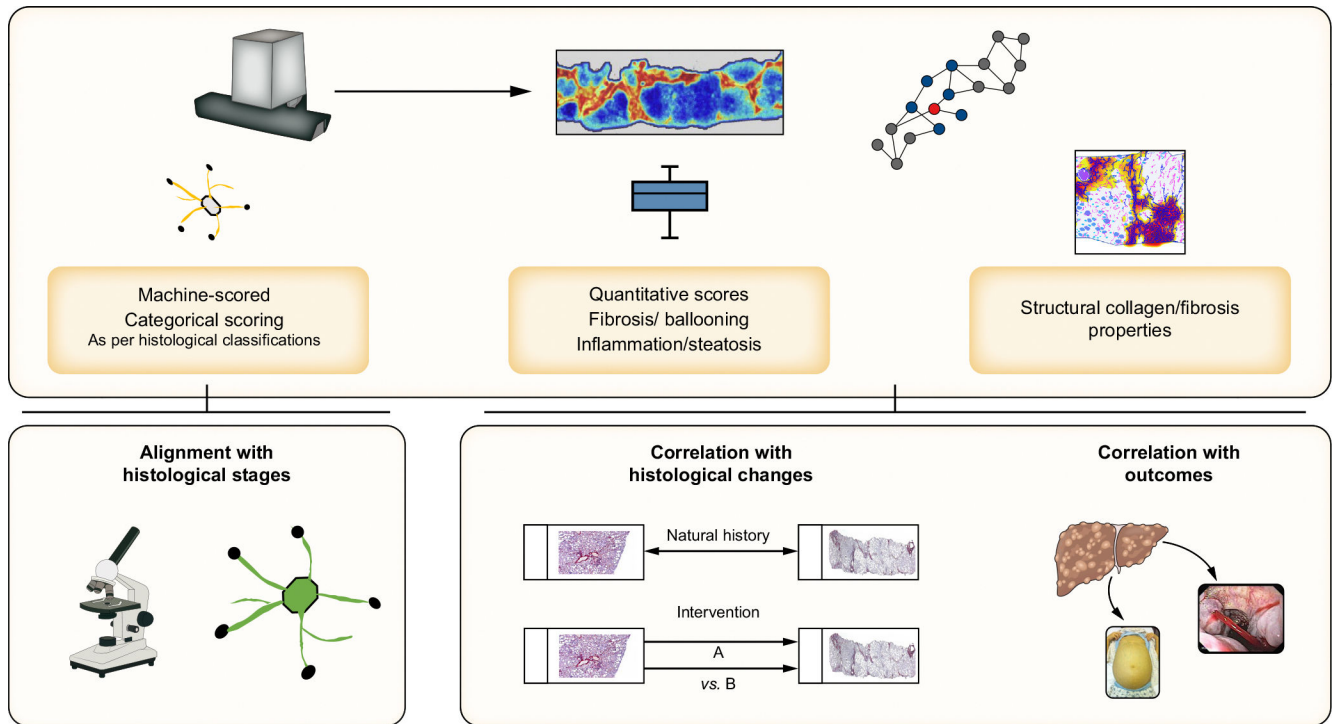 Machine-scored
Categorical scoring
As per histological classifications
Quantitative scores
Fibrosis/ ballooning
Inflammation/steatosis
Structural collagen/fibrosis
properties
Alignment with
histological stages
Correlation with
histological changes
Natural history
Intervention
A
vs. B
Correlation with
outcomes